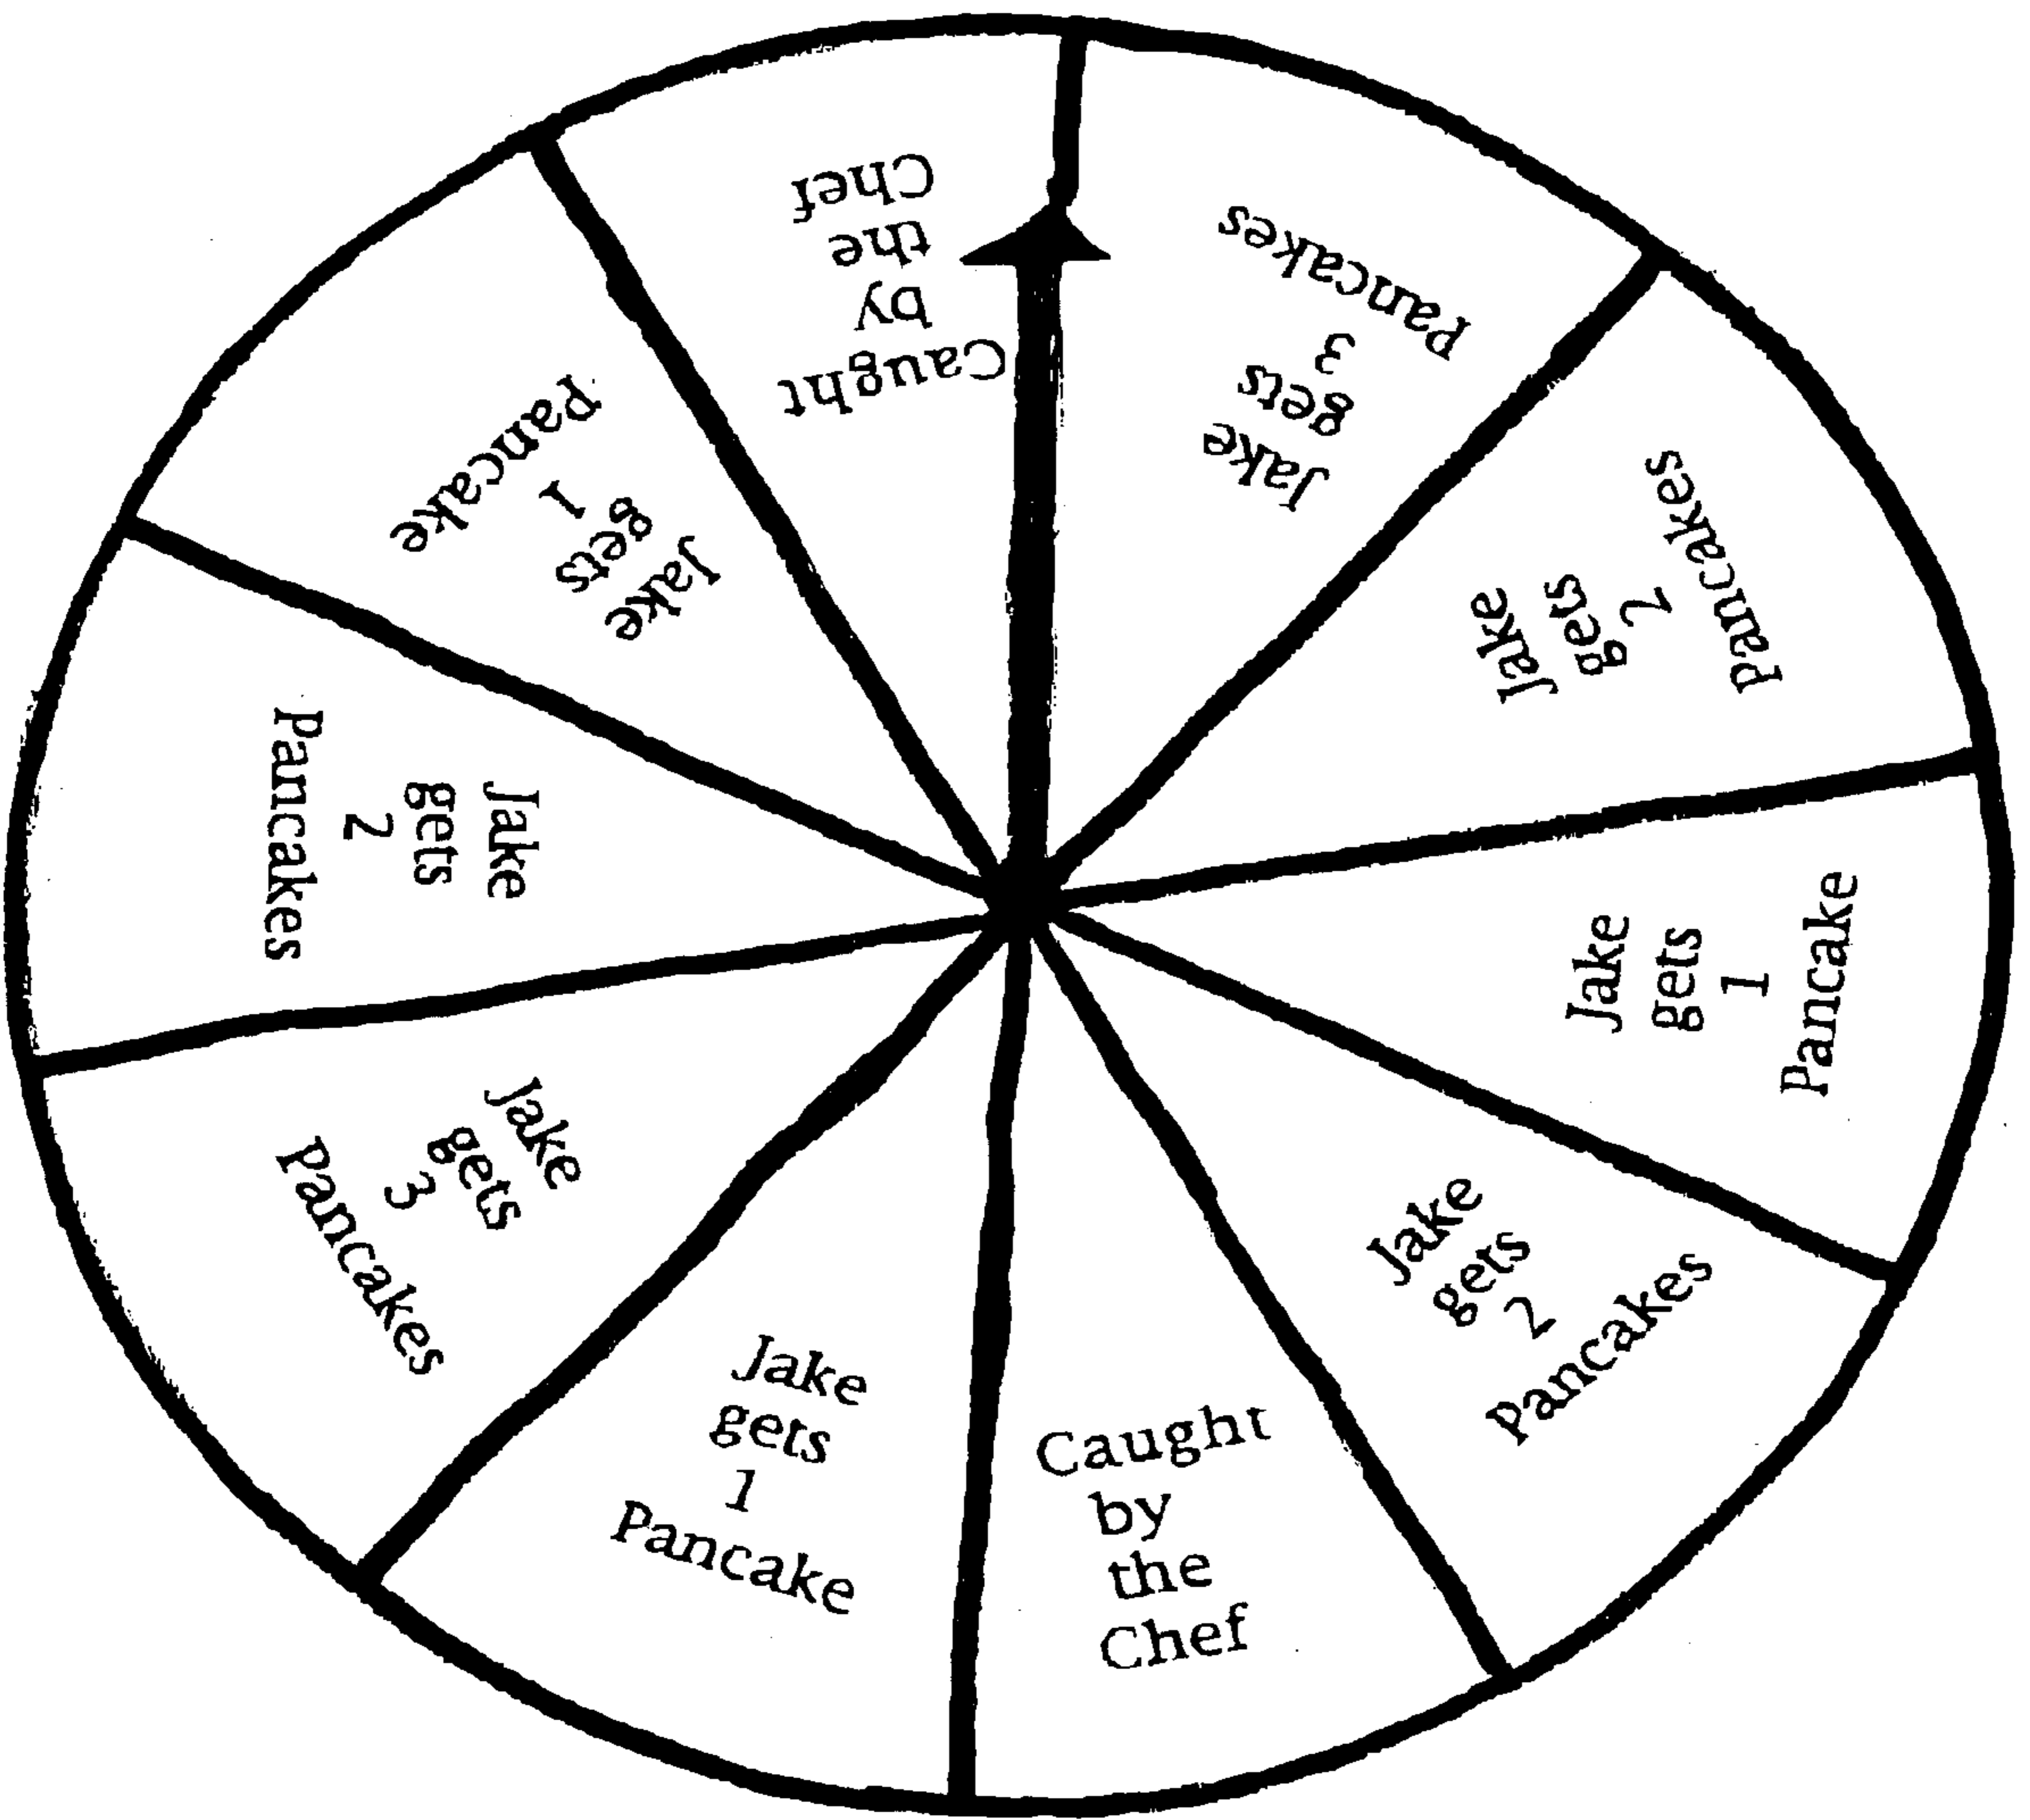 Caught
by
the
Chef
Jake
gets
3
pancakes
Jake
gets
2
pancakes
Jake
gets
1
Pancake
Jake
gets
2
Pancakes
Caught
by
the
Chef
Jake
gets
1
Pancake
Jake
gets
3
Pancakes
Jake
gets
2
Pancakes
Jake
gets
1
pancake